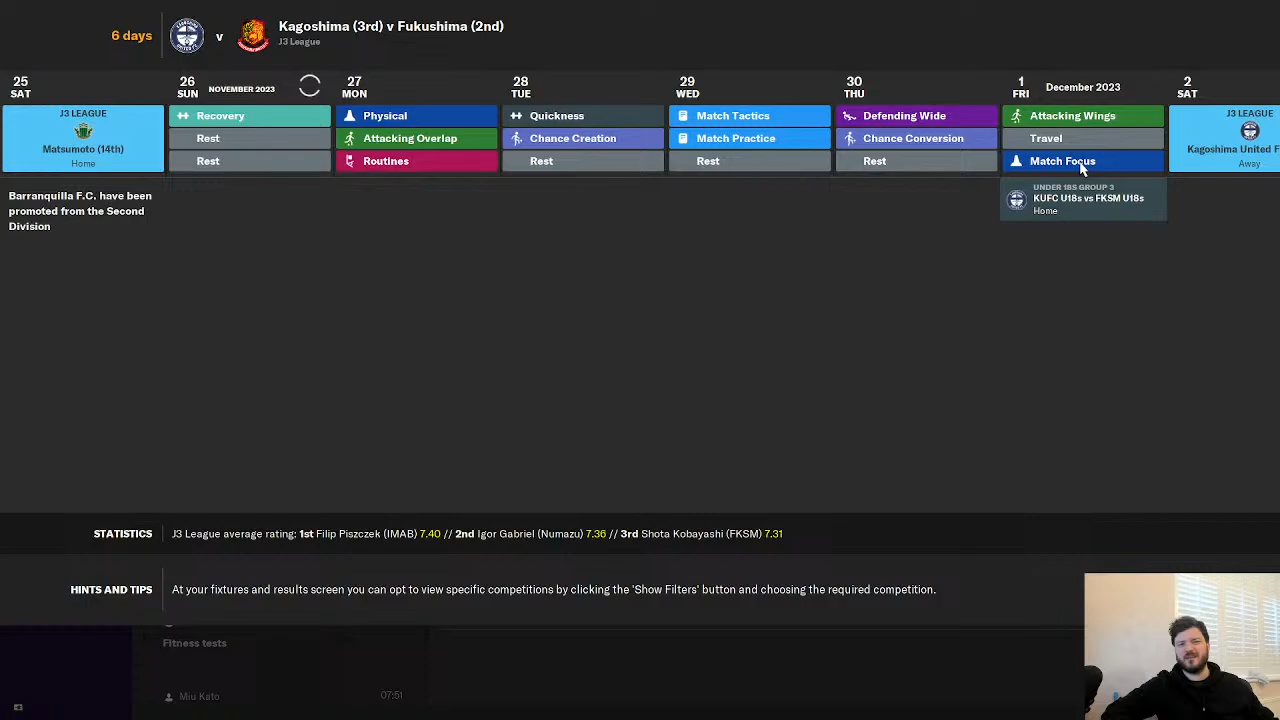 6 days
v
Kagoshima (3rd) v Fukushima (2nd)
J3 League
25
SAT
26
SUN
NOVEMBER 2023
27
MON
28
TUE
29
WED
30
THU
1
FRI
December 2023
2
SAT
J3 LEAGUE
Matsumoto (14th)
Home
Recovery
Rest
Rest
Physical
Attacking Overlap
Routines
Quickness
Chance Creation
Rest
Match Tactics
Match Practice
Rest
Defending Wide
Chance Conversion
Rest
Attacking Wings
Travel
Match Focus
J3 LEAGUE
Kagoshima United F
Away
UNDER 18S GROUP 3
KUFC U18s vs FKSM U18s
Home
Barranquilla F.C. have been
promoted from the Second
Division
STATISTICS
J3 League average rating: 1st Filip Piszczek (IMAB) 7.40 // 2nd Igor Gabriel (Numazu) 7.36 // 3rd Shota Kobayashi (FKSM) 7.31
HINTS AND TIPS
At your fixtures and results screen you can opt to view specific competitions by clicking the 'Show Filters' button and choosing the required competition.
Fitness tests
Miu Kato
07:51